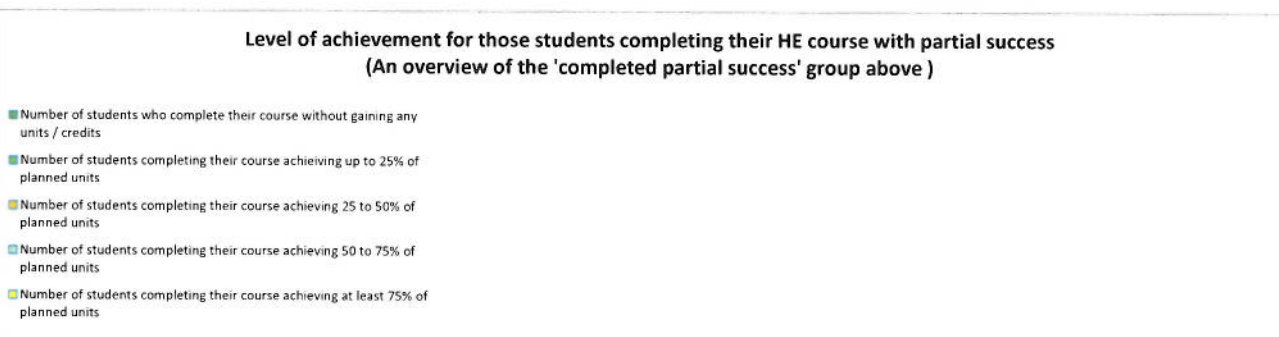 Level of achievement for those students completing their HE course with partial success
(An overview of the 'completed partial success' group above )
Number of students who complete their course without gaining any
units / credits
Number of students completing their course achieiving up to 25% of
planned units
Number of students completing their course achieving 25 to 50% of
planned units
Number of students completing their course achieving 50 to 75% of
planned units
Number of students completing their course achieving at least 75% of
planned units